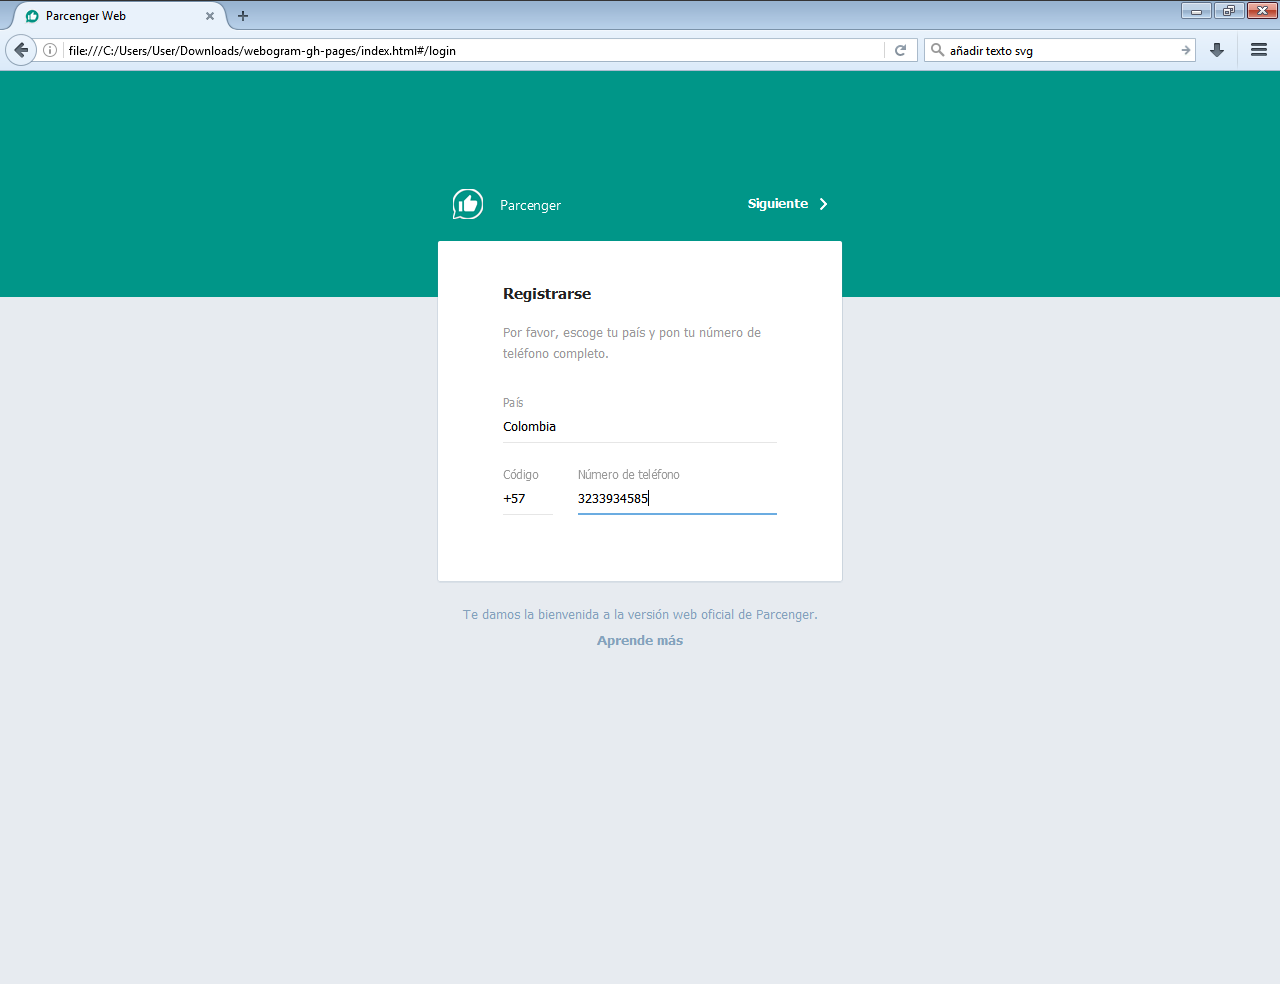 Parcenger Web
file:///C:/Users/User/Downloads/webogram-gh-pages/index.html#/login
añadir texto svg
Parcenger
Siguiente
Registrarse
Por favor, escoge tu país y pon tu número de
teléfono completo.
País
Colombia
Código
Número de teléfono
+57
3233934585
Te damos la bienvenida a la versión web oficial de Parcenger.
Aprende más